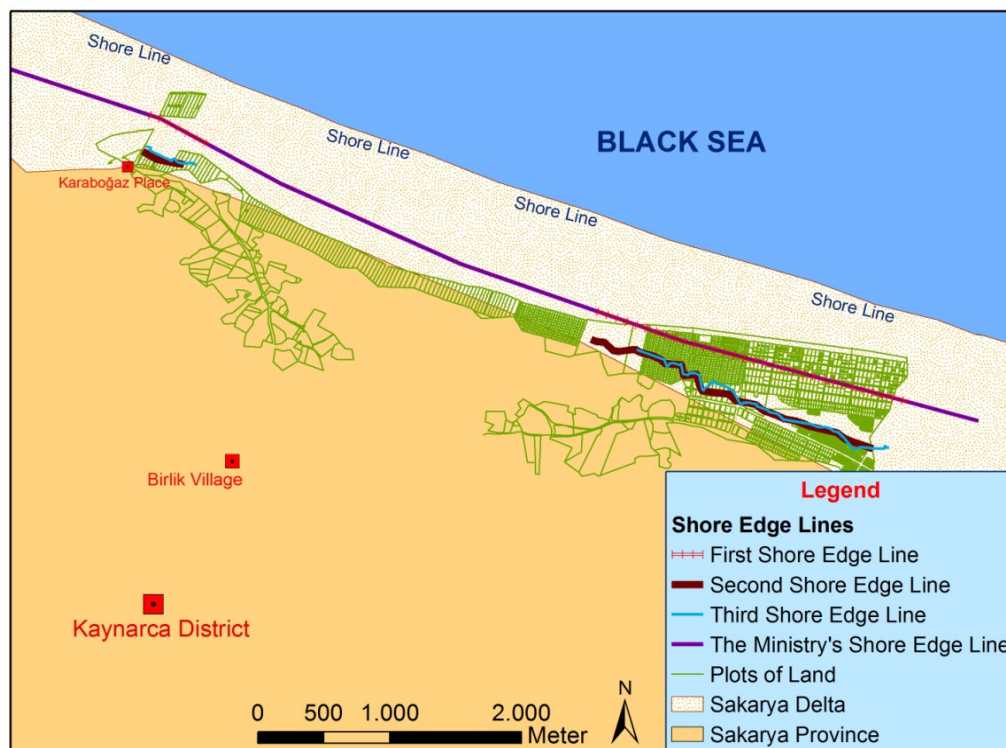 Shore Line
Shore Line
BLACK SEA
Karaboğaz Place
Shore Line
Shore Line
Birlik Village
Kaynarca District
Legend
Shore Edge Lines
First Shore Edge Line
Second Shore Edge Line
Third Shore Edge Line
The Ministry's Shore Edge Line
Plots of Land
Sakarya Delta
Sakarya Province
N
0 500 1.000 2.000
Meter